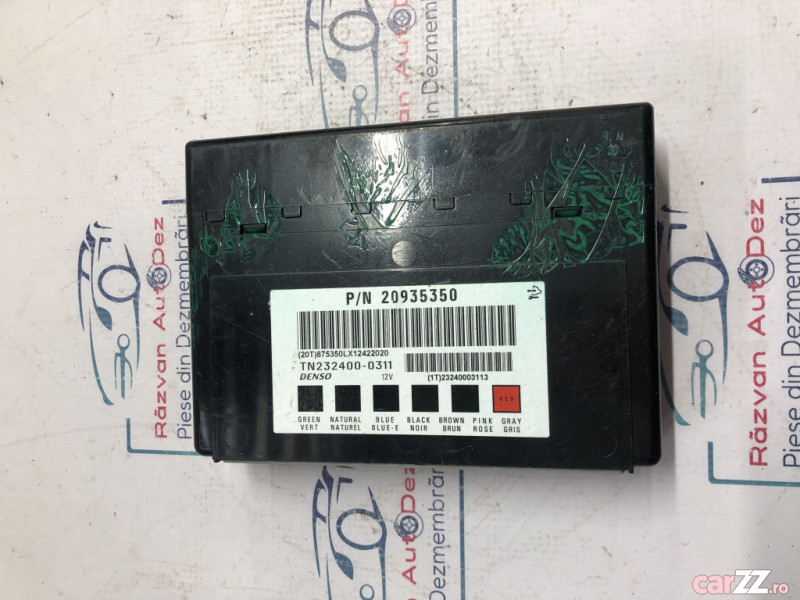 P/N 20935350
(20T)875350LX12422020
TN232400-0311
DENSO 12V
(1T)23240003113
RED
GREEN NATURAL BLUE BLACK BROWN PINK GRAY
VERT NATUREL BLUE-E NOIR BRUN ROSE GRIS
Răzvan AutoDez
Piese din Dezmembrări
Răzvan AutoDez
Piese din Dezmembrări
Răzvan AutoDez
Piese din Dezmembrări
carZZ.ro